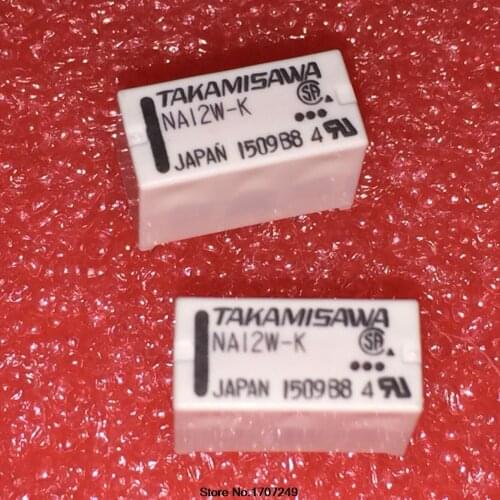 TAKAMISAWA
NA12W-K
JAPAN 1509B8 4
TAKAMISAWA
NA12W-K
JAPAN 1509B8 4
Store No.:1707249